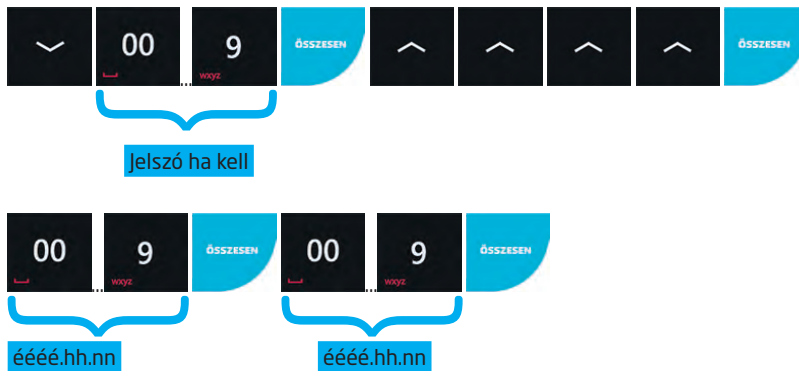 00 ... 9 wxyz ÖSSZESEN ÖSSZESEN
Jelszó ha kell
00 ... 9 wxyz ÖSSZESEN 00 ... 9 wxyz ÖSSZESEN
éééé.hh.nn éééé.hh.nn